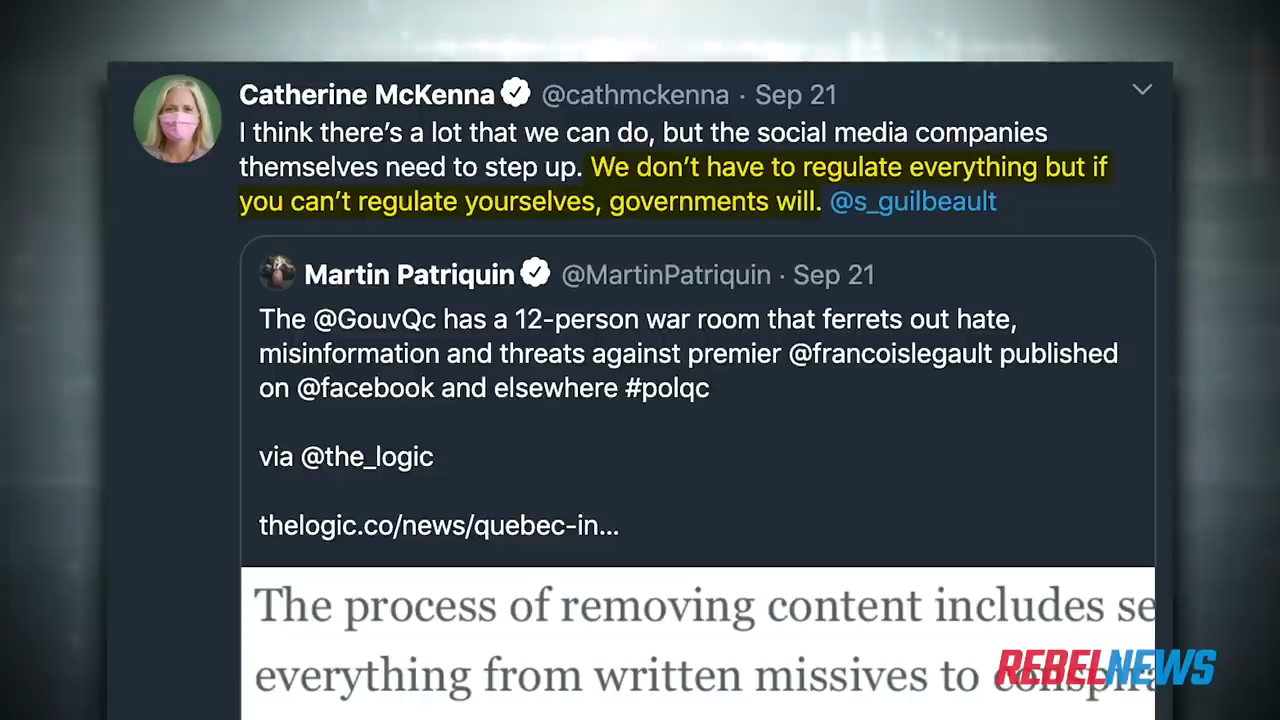 Catherine McKenna @cathmckenna · Sep 21
I think there's a lot that we can do, but the social media companies
themselves need to step up. We don't have to regulate everything but if
you can't regulate yourselves, governments will. @s_guilbeault
Martin Patriquin @MartinPatriquin · Sep 21
The @GouvQc has a 12-person war room that ferrets out hate,
misinformation and threats against premier @francoislegault published
on @facebook and elsewhere #polqc
via @the_logic
thelogic.co/news/quebec-in...
The process of removing content includes se
everything from written missives to
REBELNEWS